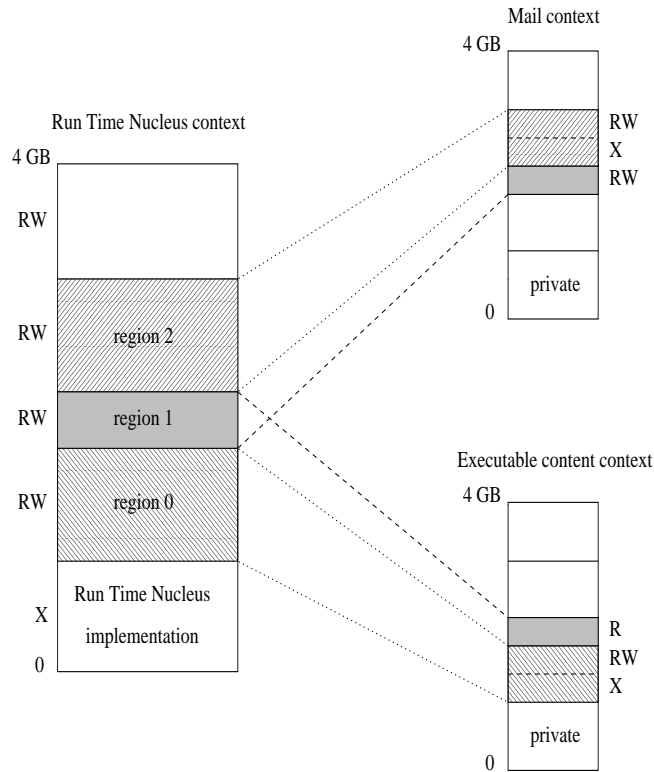 Mail context
4 GB
RW
X
RW
private
0
Run Time Nucleus context
4 GB
RW
RW
region 2
RW
region 1
RW
region 0
X
Run Time Nucleus
implementation
0
Executable content context
4 GB
R
RW
X
private
0